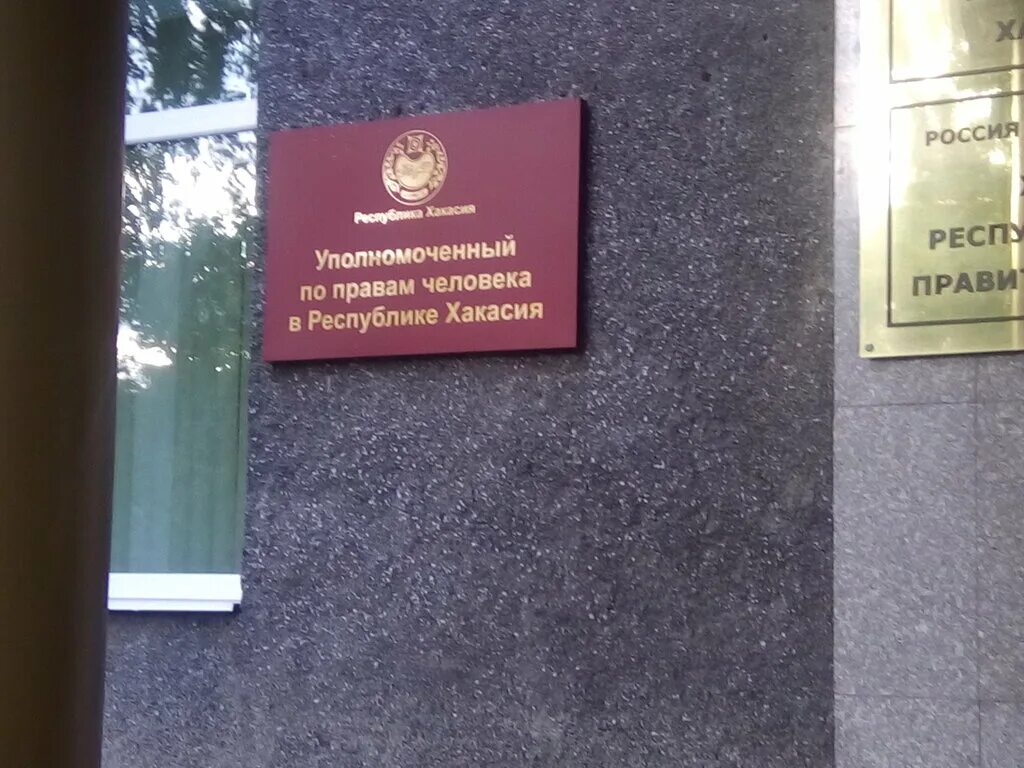 Республика Хакасия
Уполномоченный
по правам человека
в Республике Хакасия
РОССИЯ